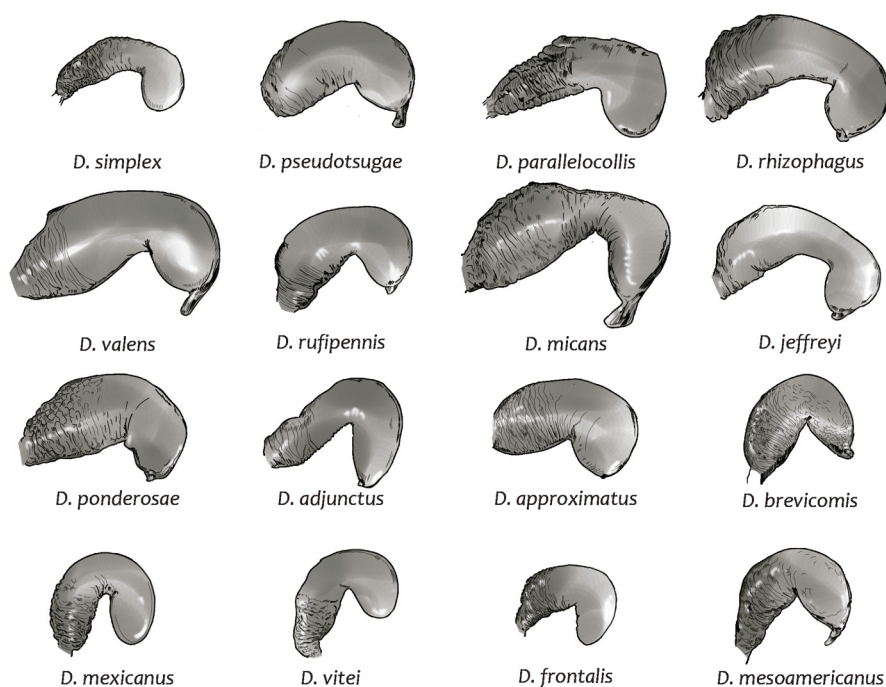 D. simplex
D. pseudotsugae
D. parallelocollis
D. rhizophagus
D. valens
D. rufipennis
D. micans
D. jeffreyi
D. ponderosae
D. adjunctus
D. approximatus
D. brevicomis
D. mexicanus
D. vitei
D. frontalis
D. mesoamericanus